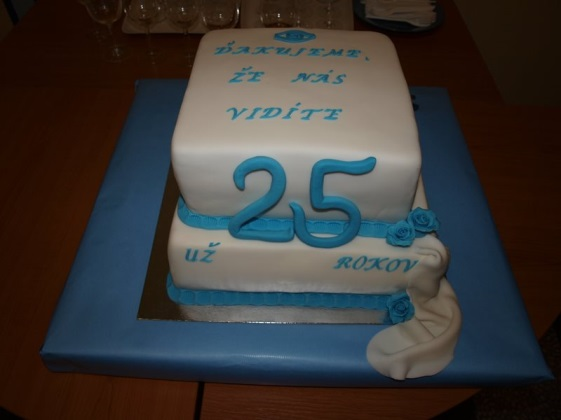 ĎAKUJEME,
ŽE NÁS
VIDÍTE
25
UŽ ROKOV